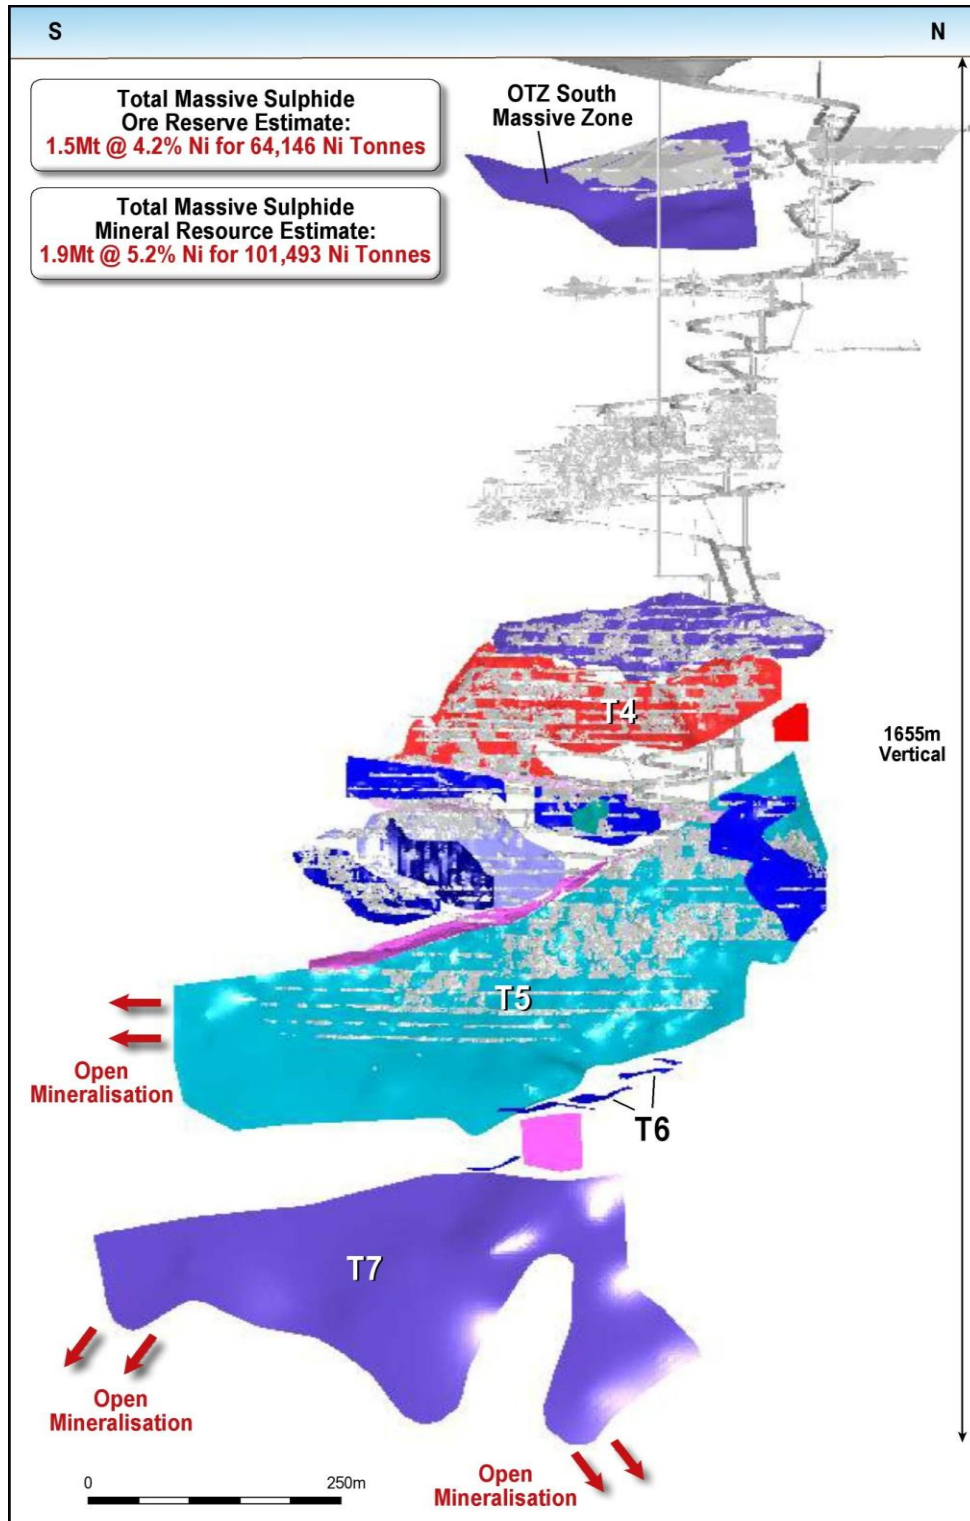 S
N
Total Massive Sulphide
Ore Reserve Estimate:
1.5Mt @ 4.2% Ni for 64,146 Ni Tonnes
Total Massive Sulphide
Mineral Resource Estimate:
1.9Mt @ 5.2% Ni for 101,493 Ni Tonnes
OTZ South
Massive Zone
T4
1655m
Vertical
T5
Open
Mineralisation
T6
T7
Open
Mineralisation
Open
Mineralisation
0
250m